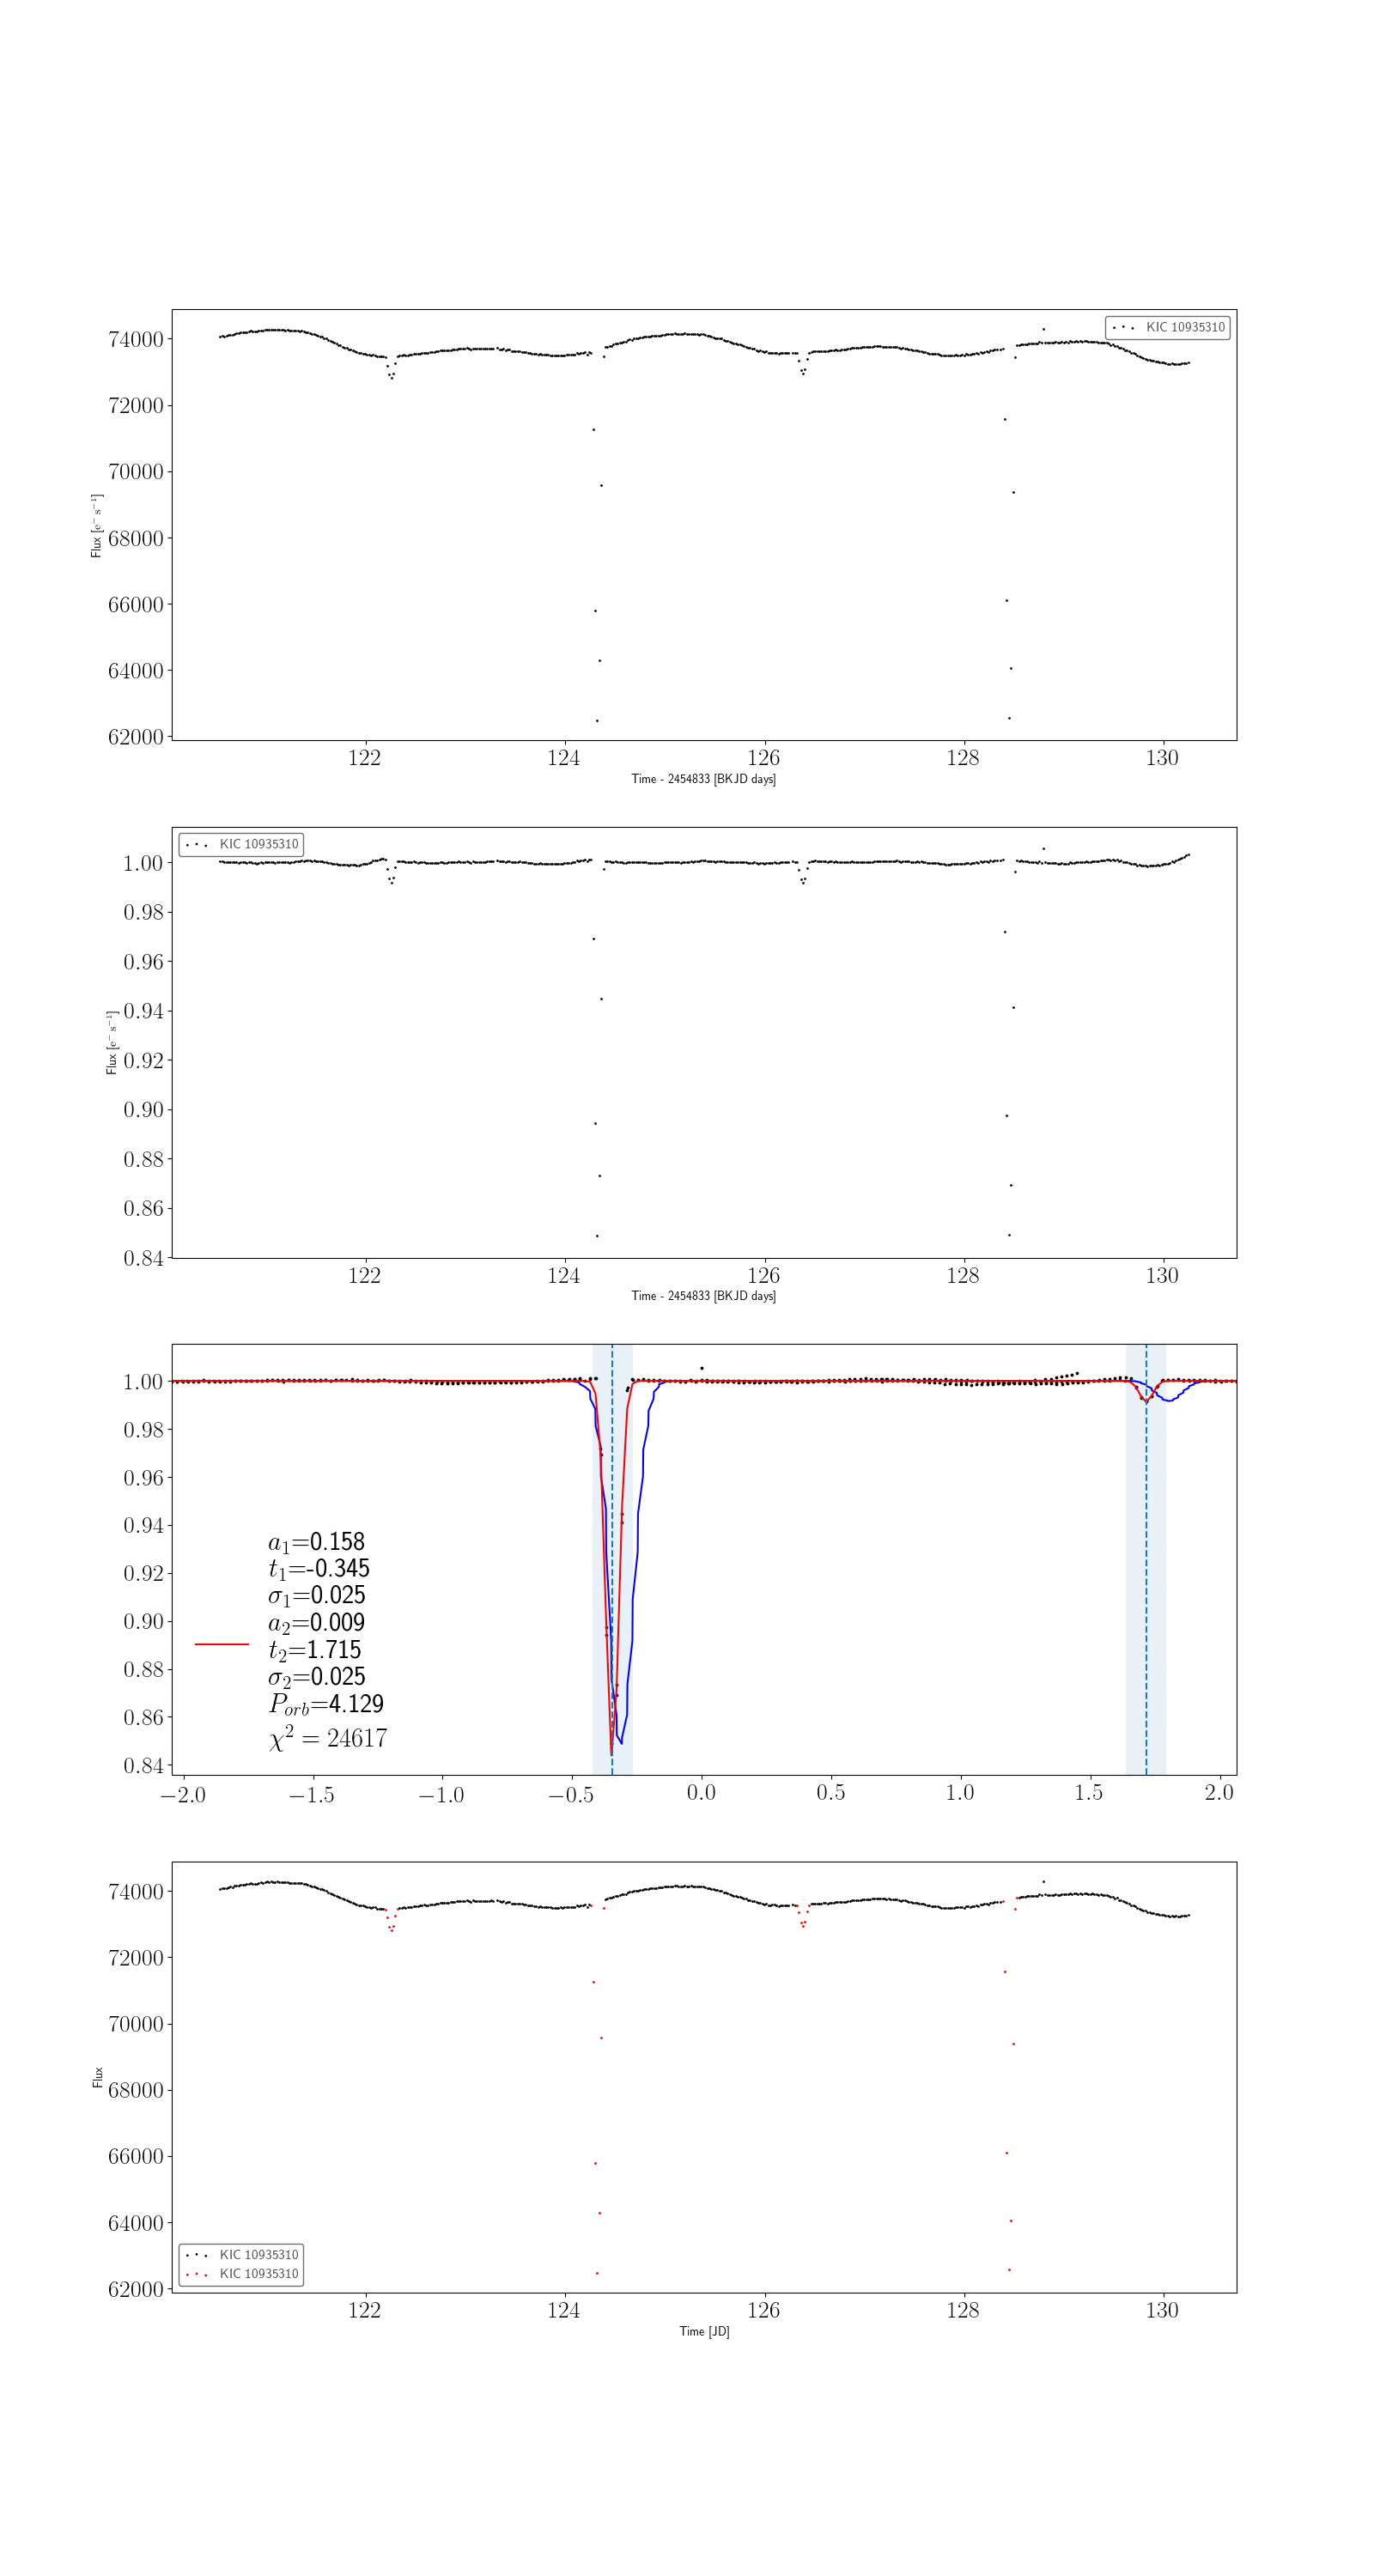 74000
72000
70000
68000
66000
64000
62000
Flux [e⁻ s⁻¹]
KIC 10935310
122 124 126 128 130
Time - 2454833 [BKJD days]
KIC 10935310
1.00
0.98
0.96
0.94
0.92
0.90
0.88
0.86
0.84
Flux [e⁻ s⁻¹]
122 124 126 128 130
Time - 2454833 [BKJD days]
1.00
0.98
0.96
0.94
0.92
0.90
0.88
0.86
0.84
a₁=0.158
t₁=-0.345
σ₁=0.025
a₂=0.009
t₂=1.715
σ₂=0.025
Pₒᵣb=4.129
χ² = 24617
−2.0 −1.5 −1.0 −0.5 0.0 0.5 1.0 1.5 2.0
74000
72000
70000
68000
66000
64000
62000
Flux
KIC 10935310
KIC 10935310
122 124 126 128 130
Time [JD]